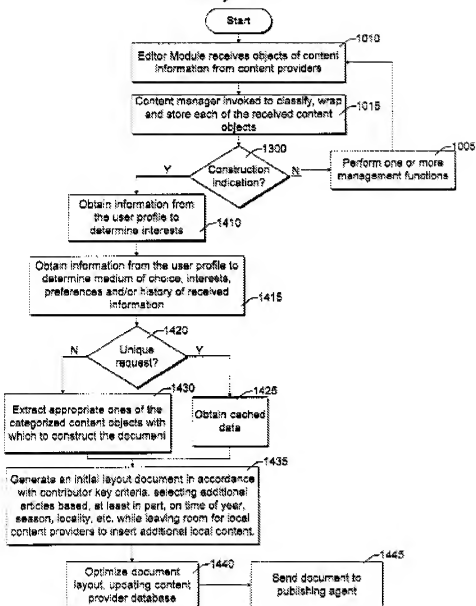 Start
1010
Editor Module receives objects of content
information from content providers
1015
Content manager invoked to classify, wrap
and store each of the received content
objects
1300
1005
Y
Construction
indication?
N
Perform one or more
management functions
Obtain information from
the user profile to
determine interests
1410
Obtain information from the user profile to
determine medium of choice, interests,
preferences and/or history of received
information
1415
1420
N
Unique
request?
Y
1430
1425
Extract appropriate ones of the
categorized content objects with
which to construct the document
Obtain cached
data
1435
Generate an initial layout document in accordance
with contributor key criteria, selecting additional
articles based, at least in part, on time of year,
season, locality, etc. while leaving room for local
content providers to insert additional local content.
1440
1445
Optimize document
layout, updating content
provider database
Send document to
publishing agent